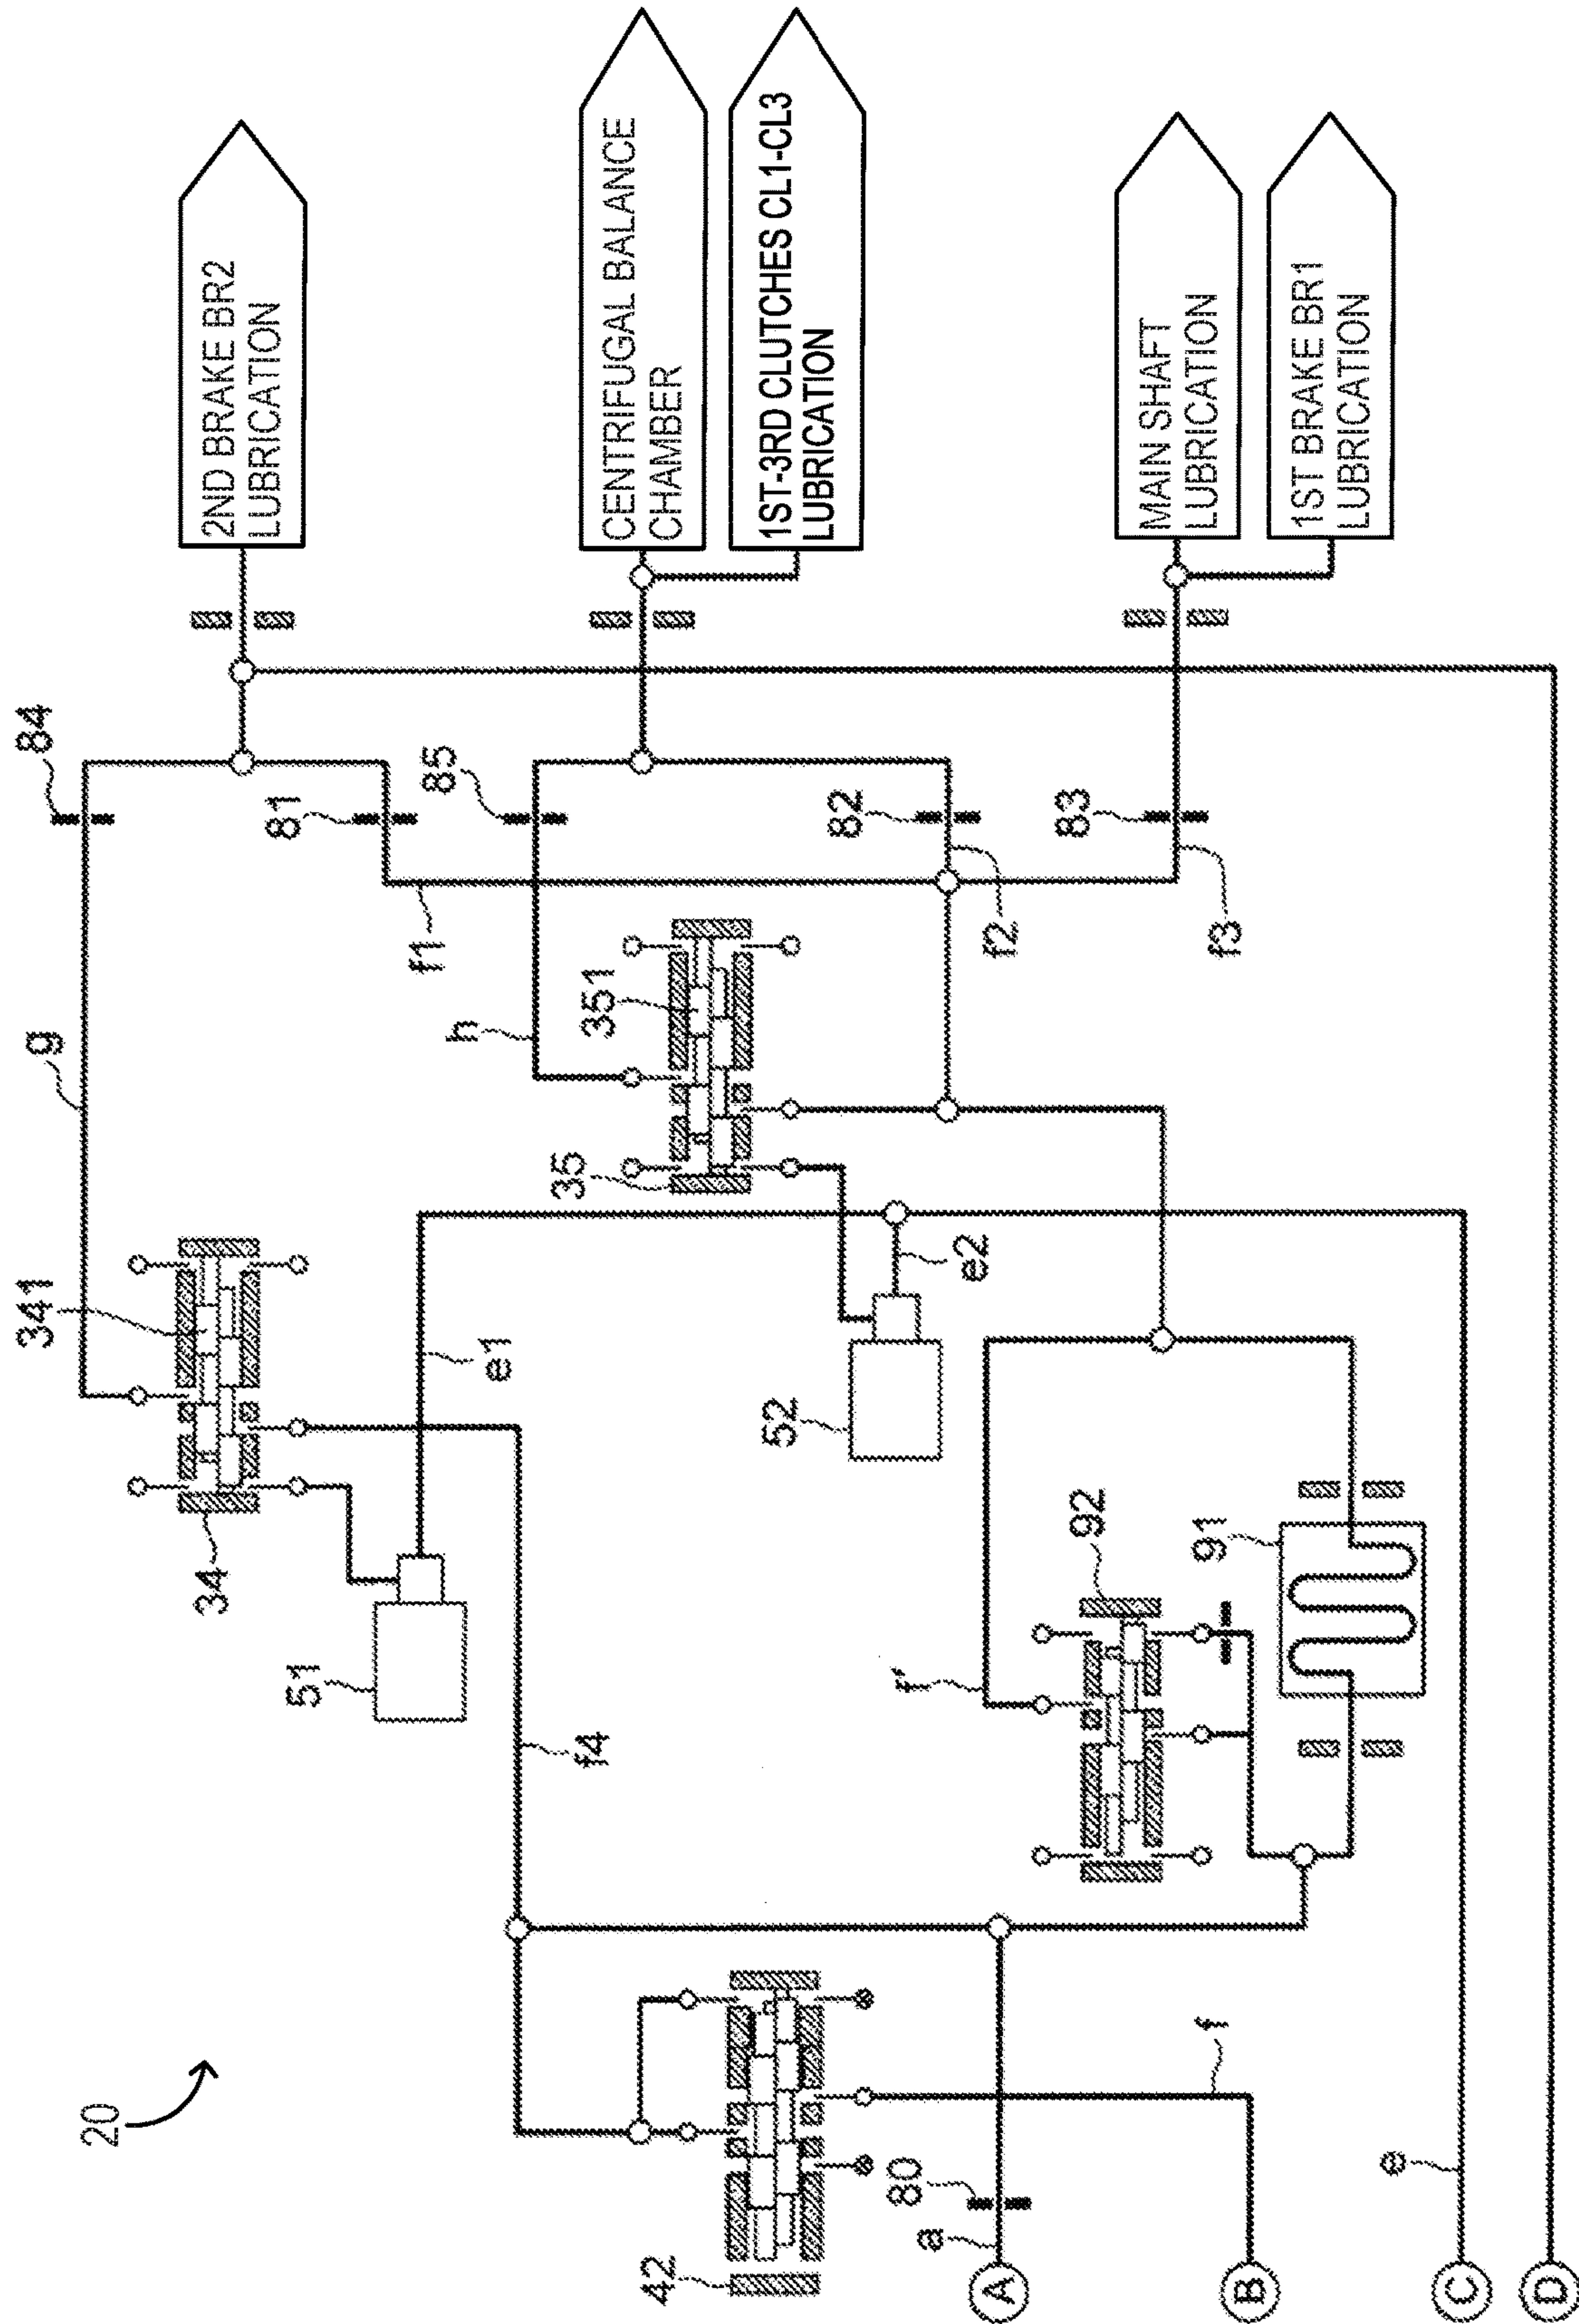 341
g
84
20
34
2ND BRAKE BR2
LUBRICATION
51
81
f1
85
h
e1
35
351
f4
CENTRIFUGAL BALANCE
CHAMBER
42
52
1ST-3RD CLUTCHES CL1-CL3
LUBRICATION
82
80
a
e2
f2
A
92
83
MAIN SHAFT
LUBRICATION
f
91
f3
B
1ST BRAKE BR1
LUBRICATION
e
C
D